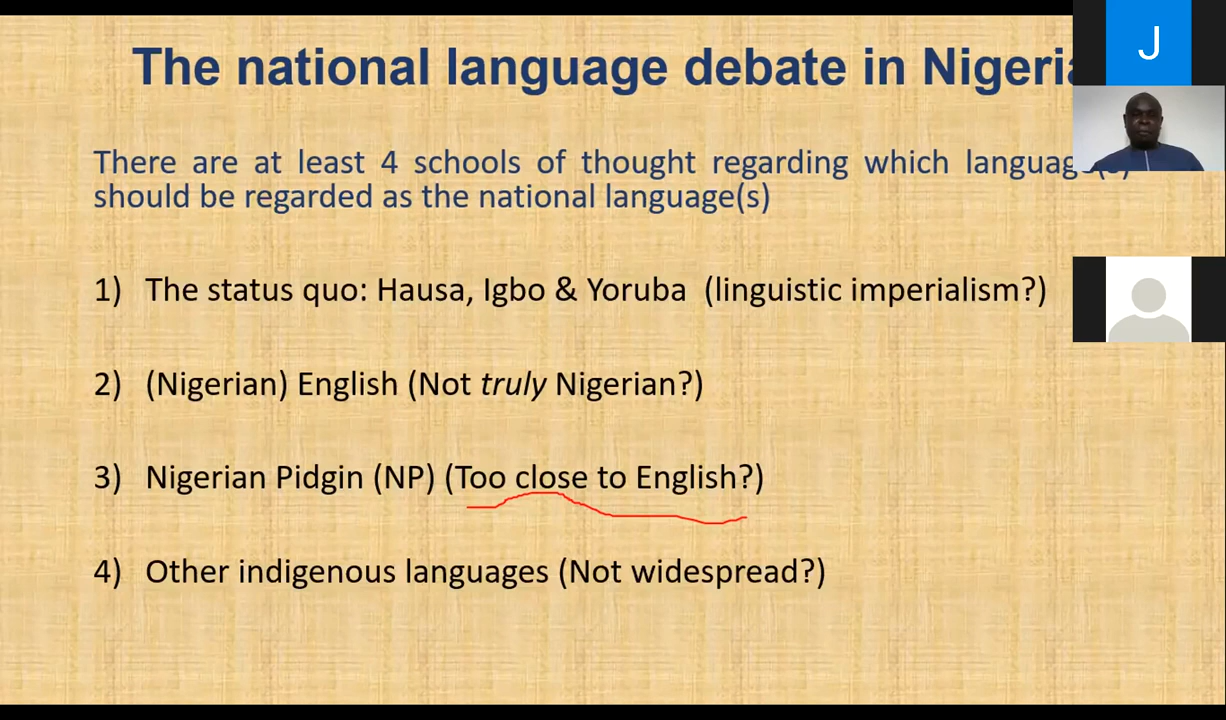 The national language debate in Nigeria
There are at least 4 schools of thought regarding which language(s)
should be regarded as the national language(s)
1) The status quo: Hausa, Igbo & Yoruba (linguistic imperialism?)
2) (Nigerian) English (Not truly Nigerian?)
3) Nigerian Pidgin (NP) (Too close to English?)
4) Other indigenous languages (Not widespread?)
J